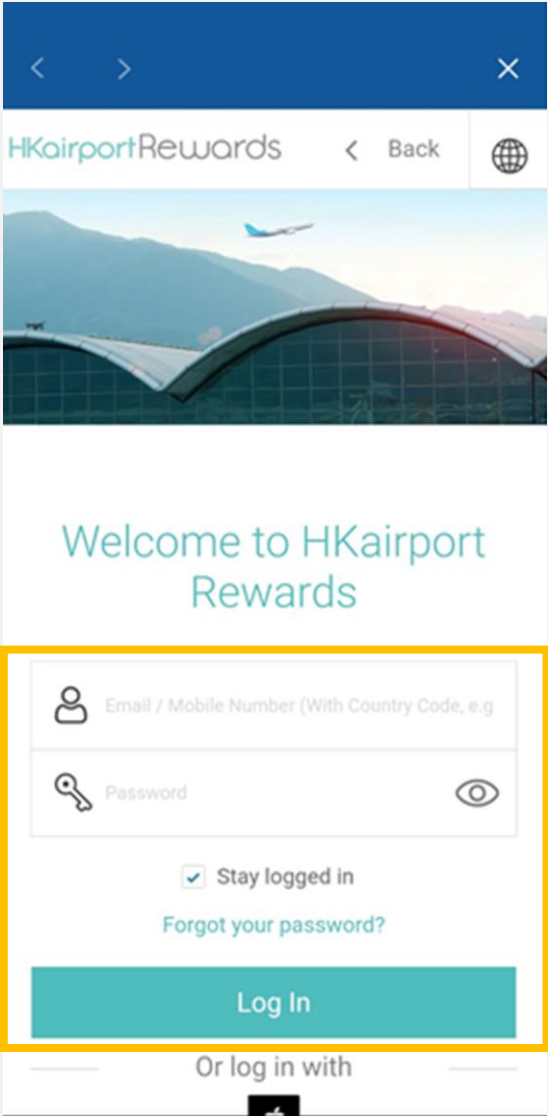 HKairportRewards
Back
Welcome to HKairport
Rewards
Email / Mobile Number (With Country Code, e.g
Password
Stay logged in
Forgot your password?
Log In
Or log in with